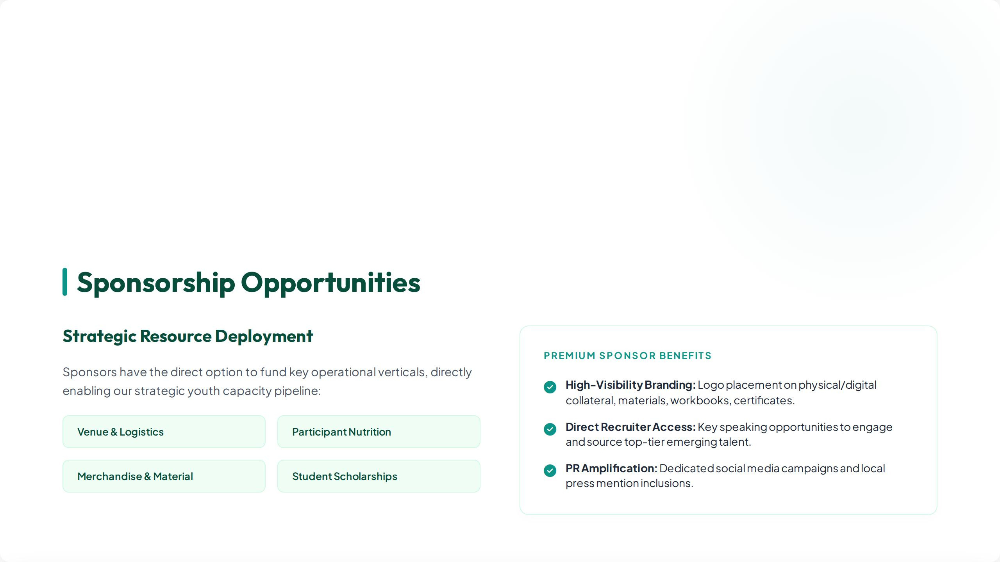 Sponsorship Opportunities
Strategic Resource Deployment
Sponsors have the direct option to fund key operational verticals, directly
enabling our strategic youth capacity pipeline:
Venue & Logistics
Participant Nutrition
Merchandise & Material
Student Scholarships
PREMIUM SPONSOR BENEFITS
High-Visibility Branding: Logo placement on physical/digital
collateral, materials, workbooks, certificates.
Direct Recruiter Access: Key speaking opportunities to engage
and source top-tier emerging talent.
PR Amplification: Dedicated social media campaigns and local
press mention inclusions.